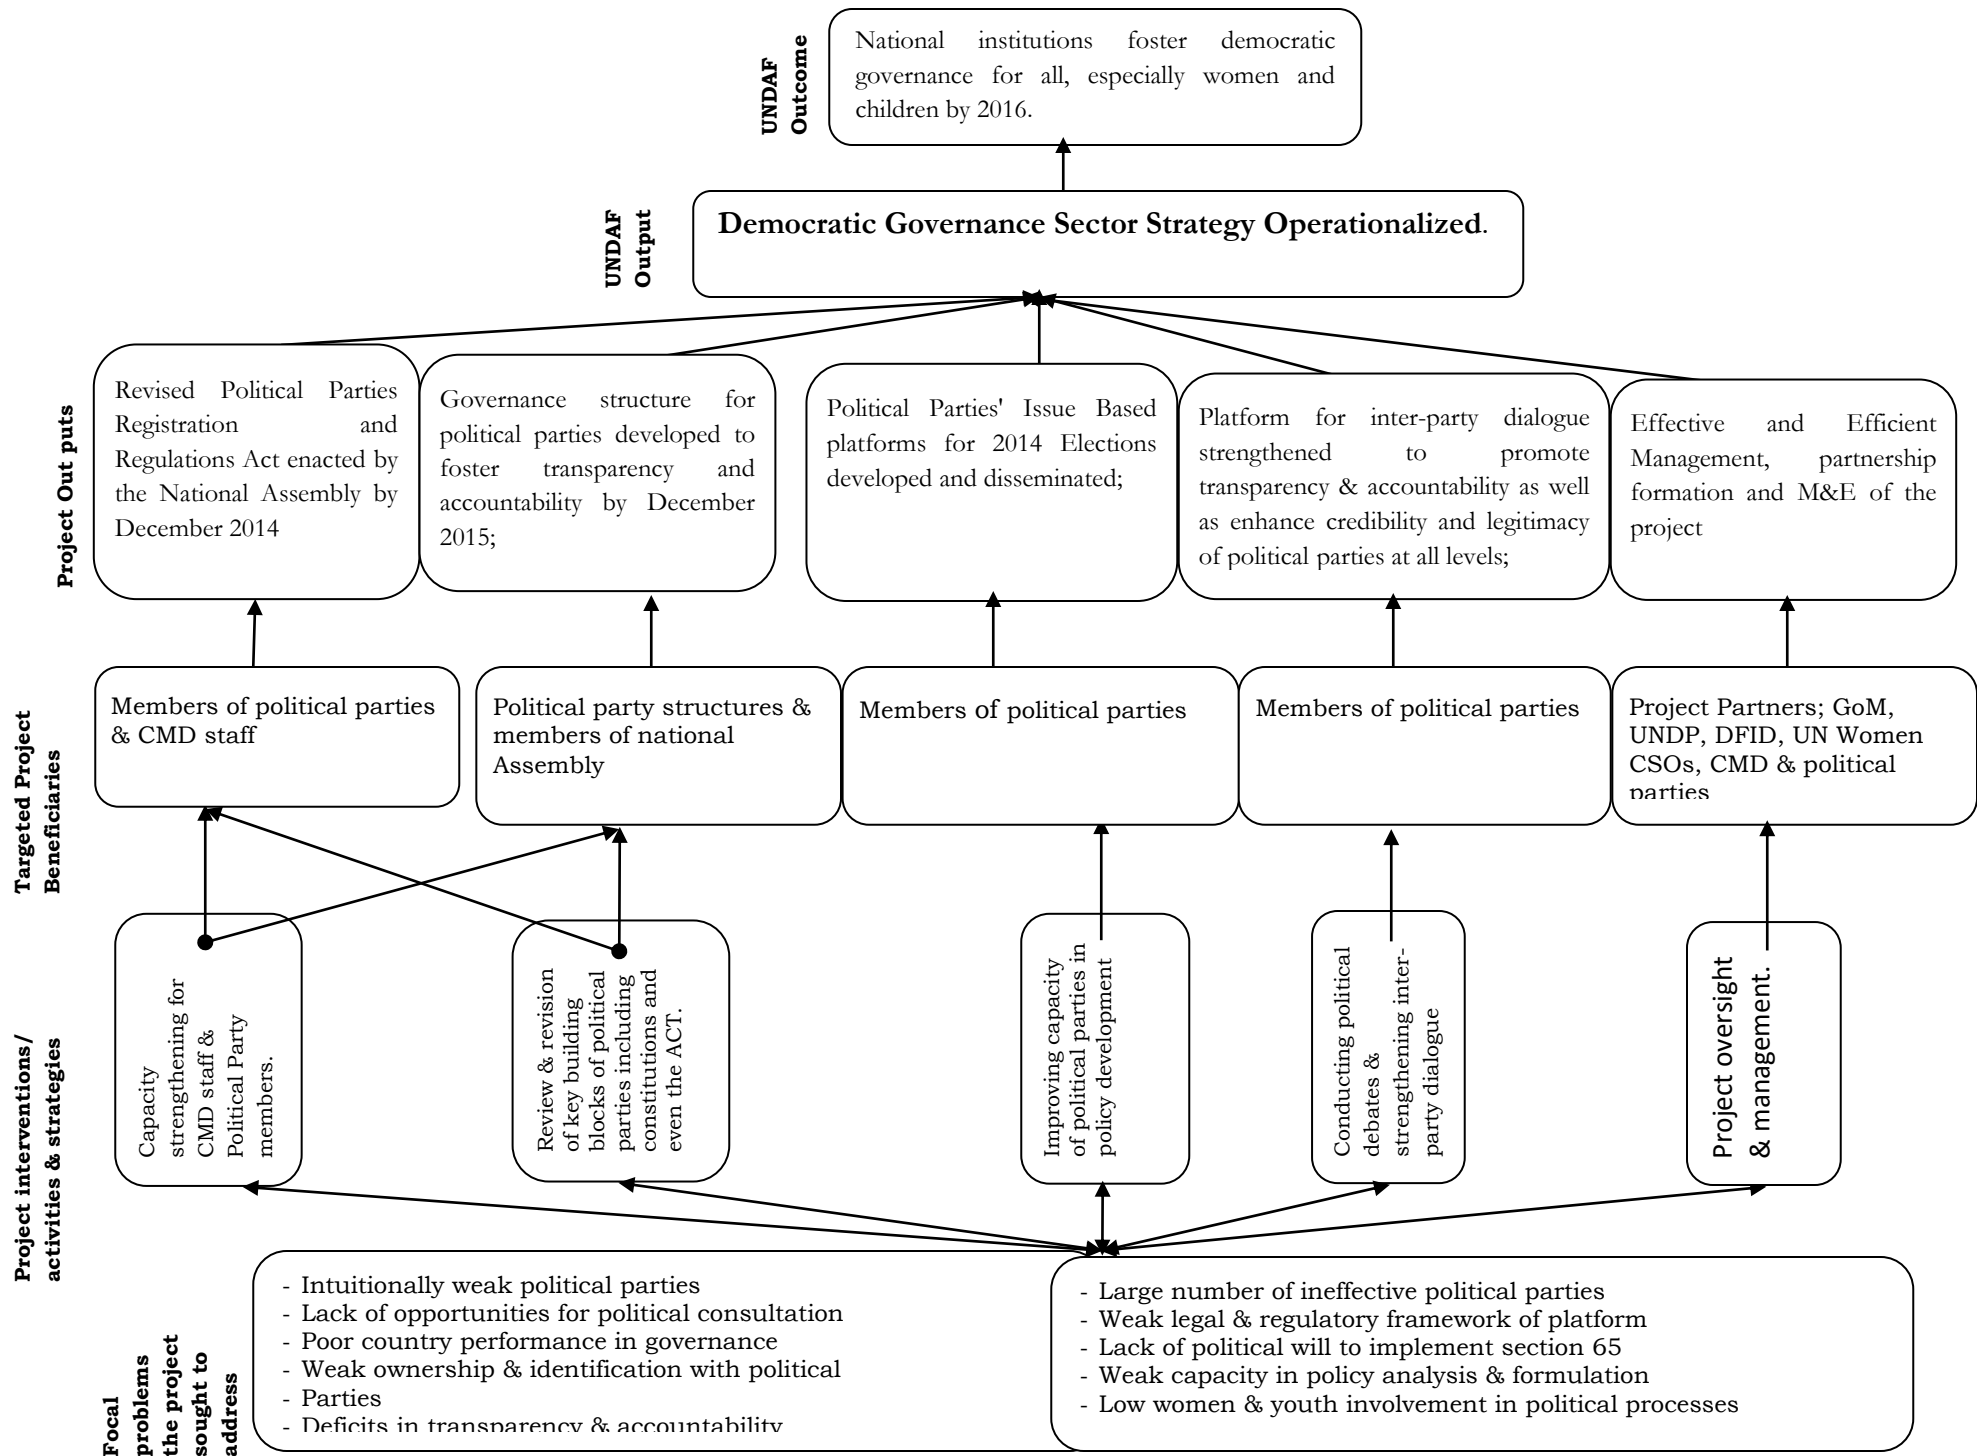 UNDAF
Outcome
National institutions foster democratic
governance for all, especially women and
children by 2016.
UNDAF
Output
Democratic Governance Sector Strategy Operationalized.
Project Out puts
Revised Political Parties
Registration and
Regulations Act enacted by
the National Assembly by
December 2014
Governance structure for
political parties developed to
foster transparency and
accountability by December
2015;
Political Parties' Issue Based
platforms for 2014 Elections
developed and disseminated;
Platform for inter-party dialogue
strengthened to promote
transparency & accountability as well
as enhance credibility and legitimacy
of political parties at all levels;
Effective and Efficient
Management, partnership
formation and M&E of the
project
Targeted Project
Beneficiaries
Members of political parties
& CMD staff
Political party structures &
members of national
Assembly
Members of political parties
Members of political parties
Project Partners; GoM,
UNDP, DFID, UN Women
CSOs, CMD & political
parties
Project interventions/
activities & strategies
Capacity
strengthening for
CMD staff &
Political Party
members.
Review & revision
of key building
blocks of political
parties including
constitutions and
even the ACT.
Improving capacity
of political parties in
policy development
Conducting political
debates &
strengthening inter-
party dialogue
Project oversight
& management.
Focal
problems
the project
sought to
address
- Intuitionally weak political parties
- Lack of opportunities for political consultation
- Poor country performance in governance
- Weak ownership & identification with political
- Parties
- Deficits in transparency & accountability
- Large number of ineffective political parties
- Weak legal & regulatory framework of platform
- Lack of political will to implement section 65
- Weak capacity in policy analysis & formulation
- Low women & youth involvement in political processes